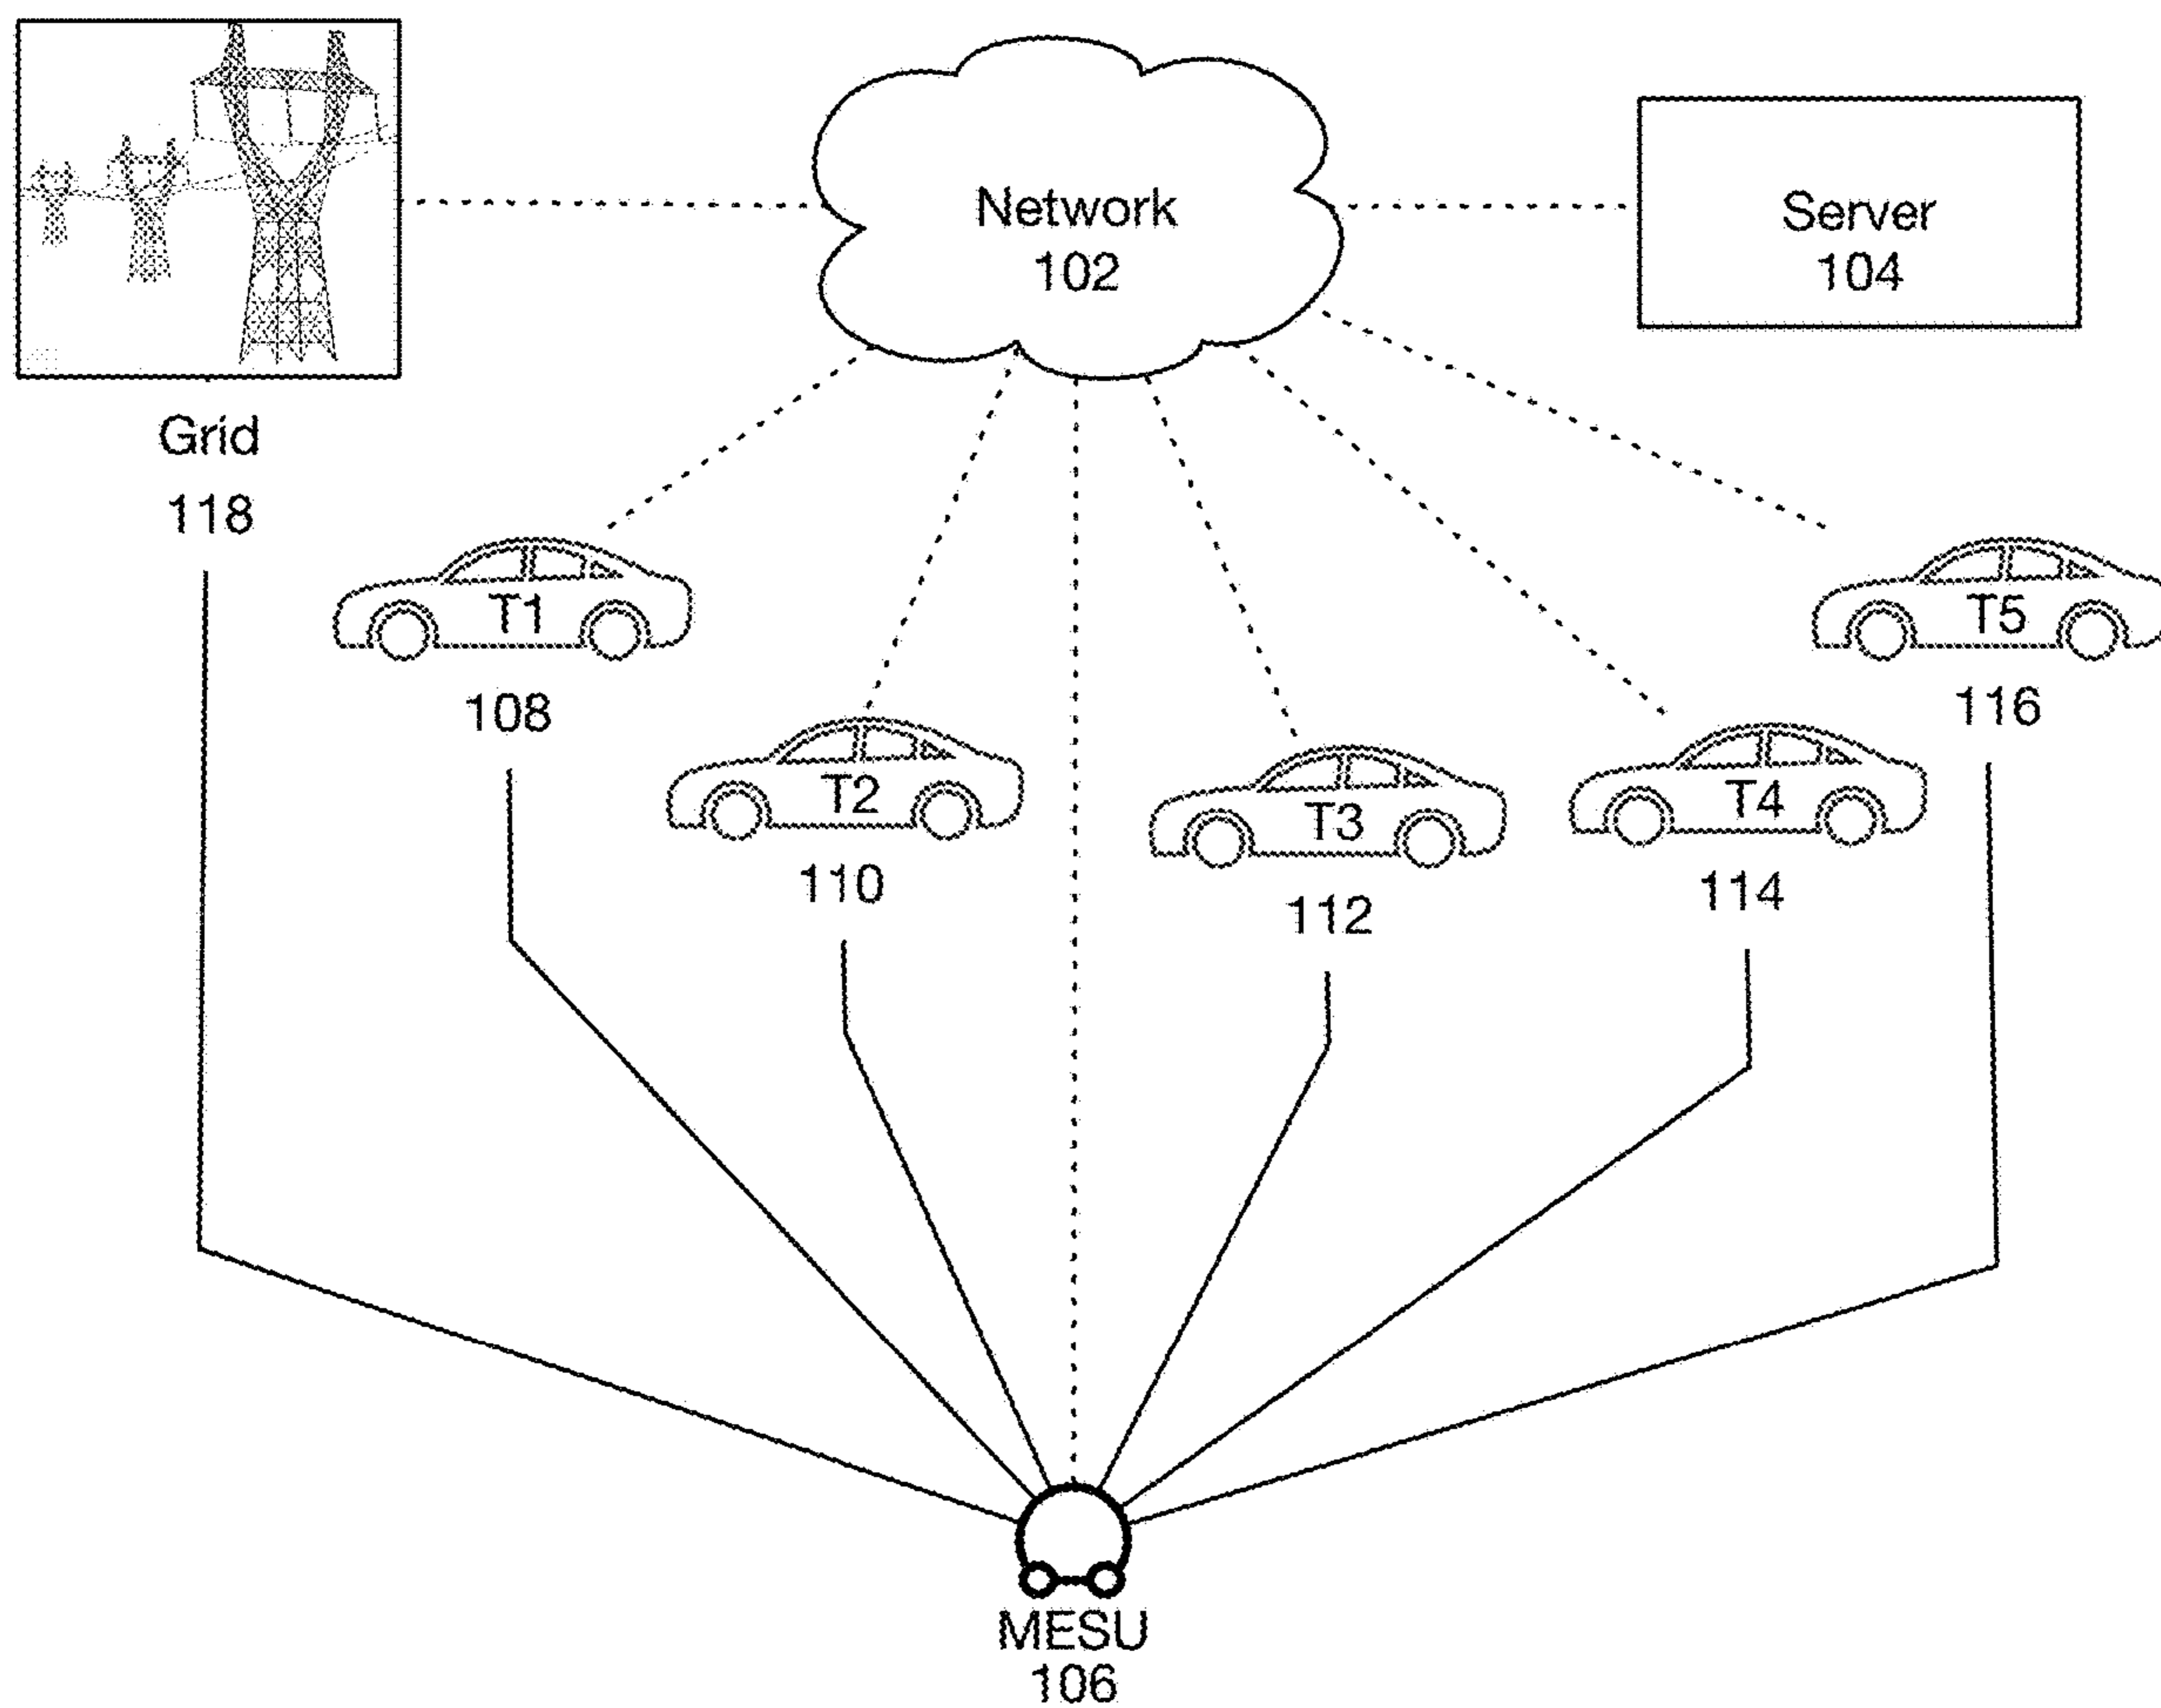 Network
102
Server
104
Grid
118
T1
108
T2
110
T3
112
T4
114
T5
116
MESU
106